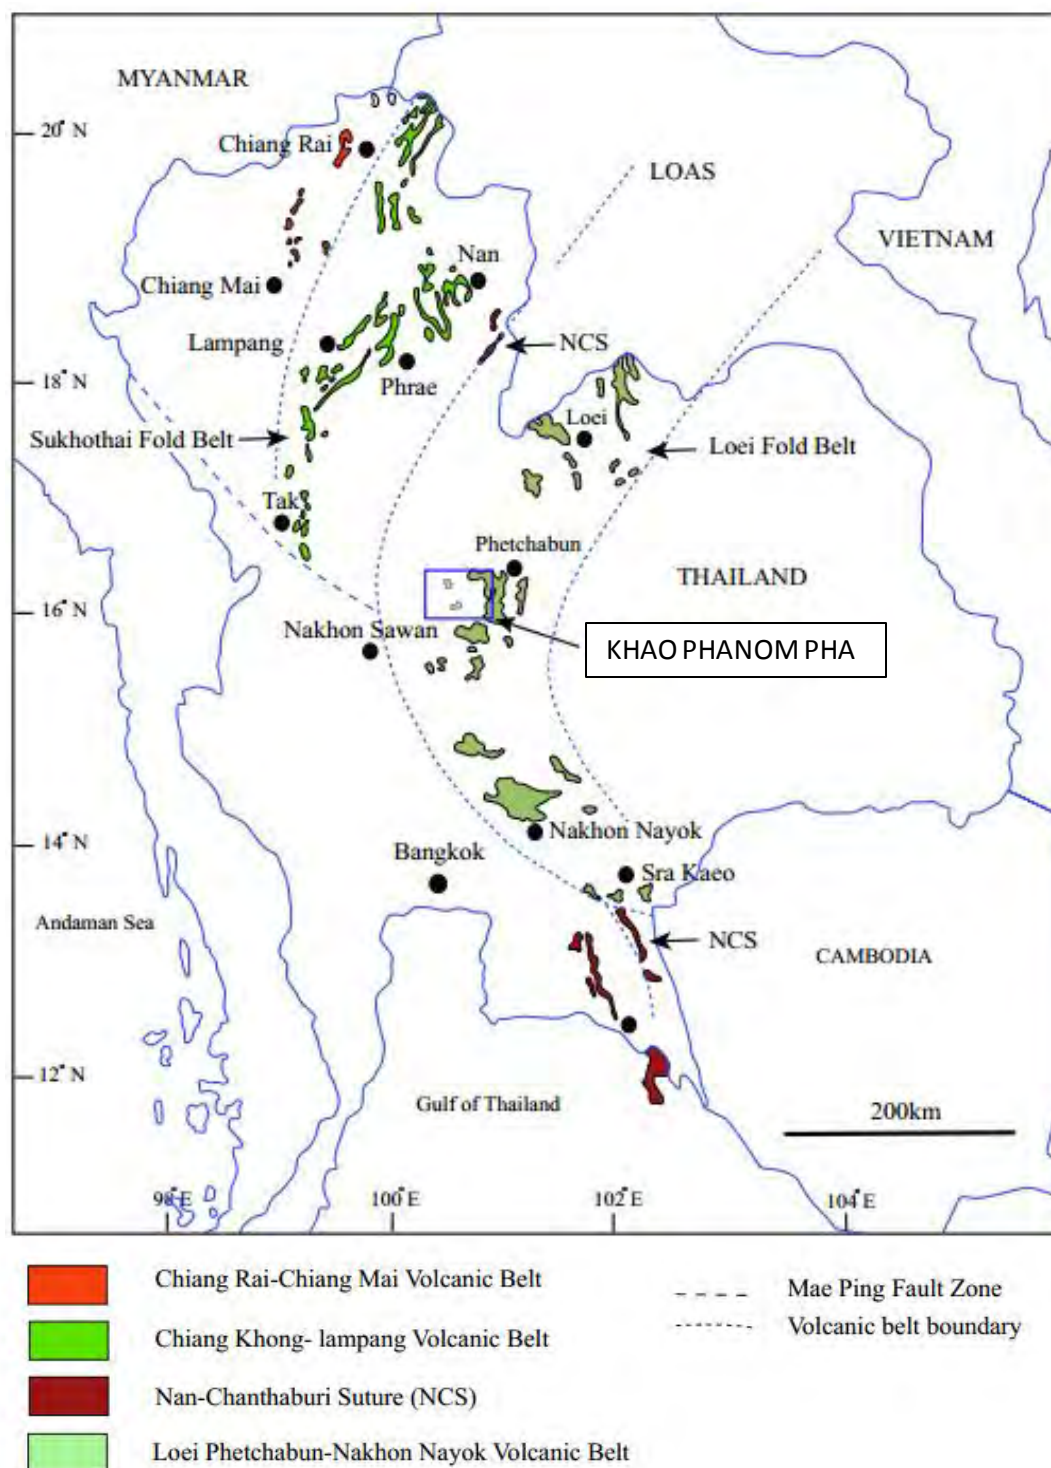 MYANMAR
20° N
Chiang Rai
LOAS
VIETNAM
Nan
Chiang Mai
Lampang
NCS
Phrae
18° N
Loei
Sukhothai Fold Belt
Loei Fold Belt
Tak
Phetchabun
THAILAND
16° N
Nakhon Sawan
KHAO PHANOM PHA
14° N
Nakhon Nayok
Bangkok
Sra Kaeo
Andaman Sea
NCS
CAMBODIA
12° N
Gulf of Thailand
200km
98° E
100° E
102° E
104° E
Chiang Rai-Chiang Mai Volcanic Belt
Mae Ping Fault Zone
Volcanic belt boundary
Chiang Khong- lampang Volcanic Belt
Nan-Chanthaburi Suture (NCS)
Loei Phetchabun-Nakhon Nayok Volcanic Belt